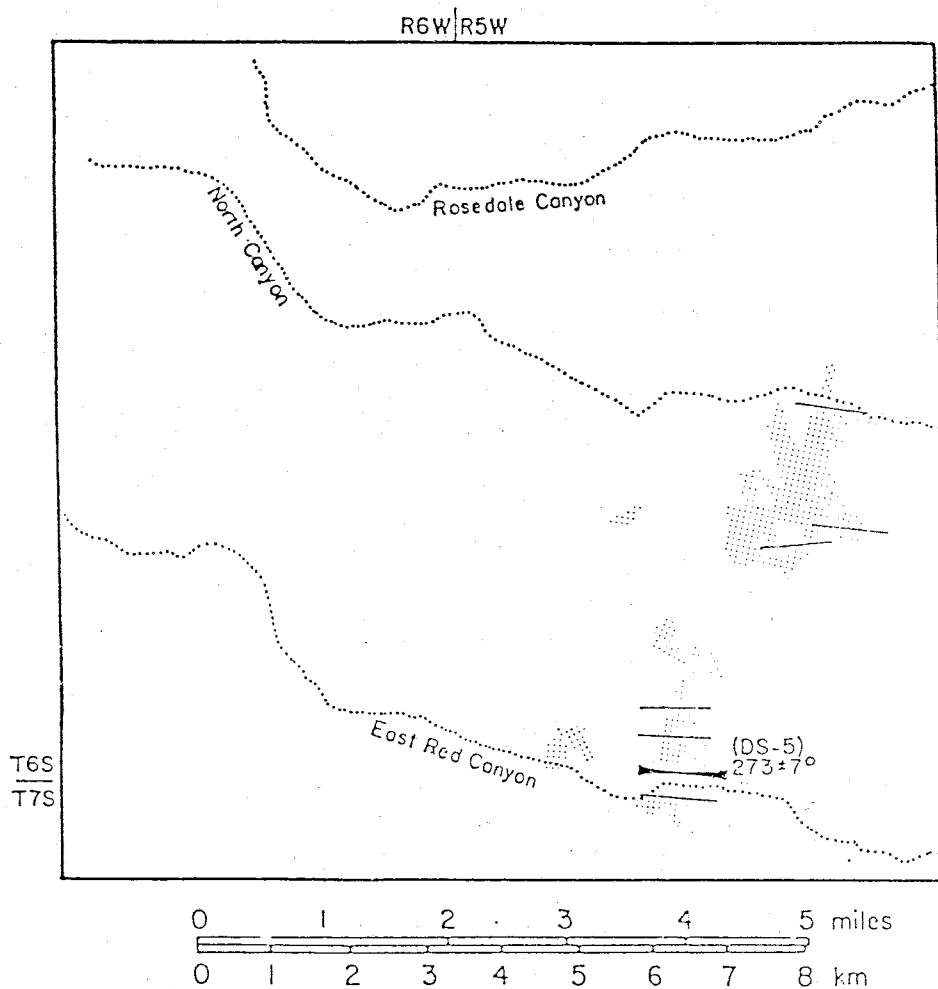 R6W R5W
Rosedale Canyon
North Canyon
East Red Canyon
(DS-5)
273±7°
T6S
T7S
0 1 2 3 4 5 miles
0 1 2 3 4 5 6 7 8 km